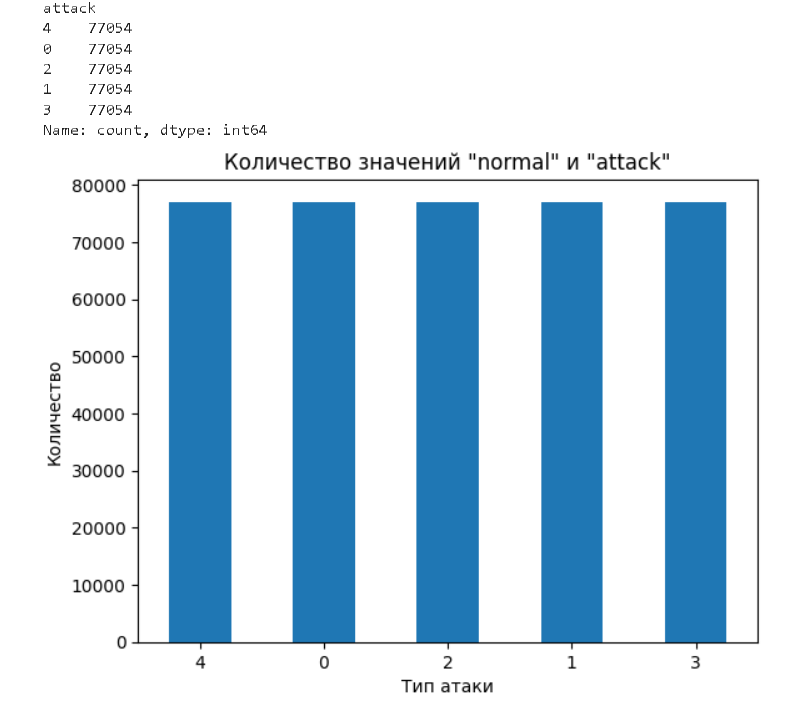 attack
4    77054
0    77054
2    77054
1    77054
3    77054
Name: count, dtype: int64
Количество значений "normal" и "attack"
80000
70000
60000
50000
40000
30000
20000
10000
0
Количество
4 0 2 1 3
Тип атаки